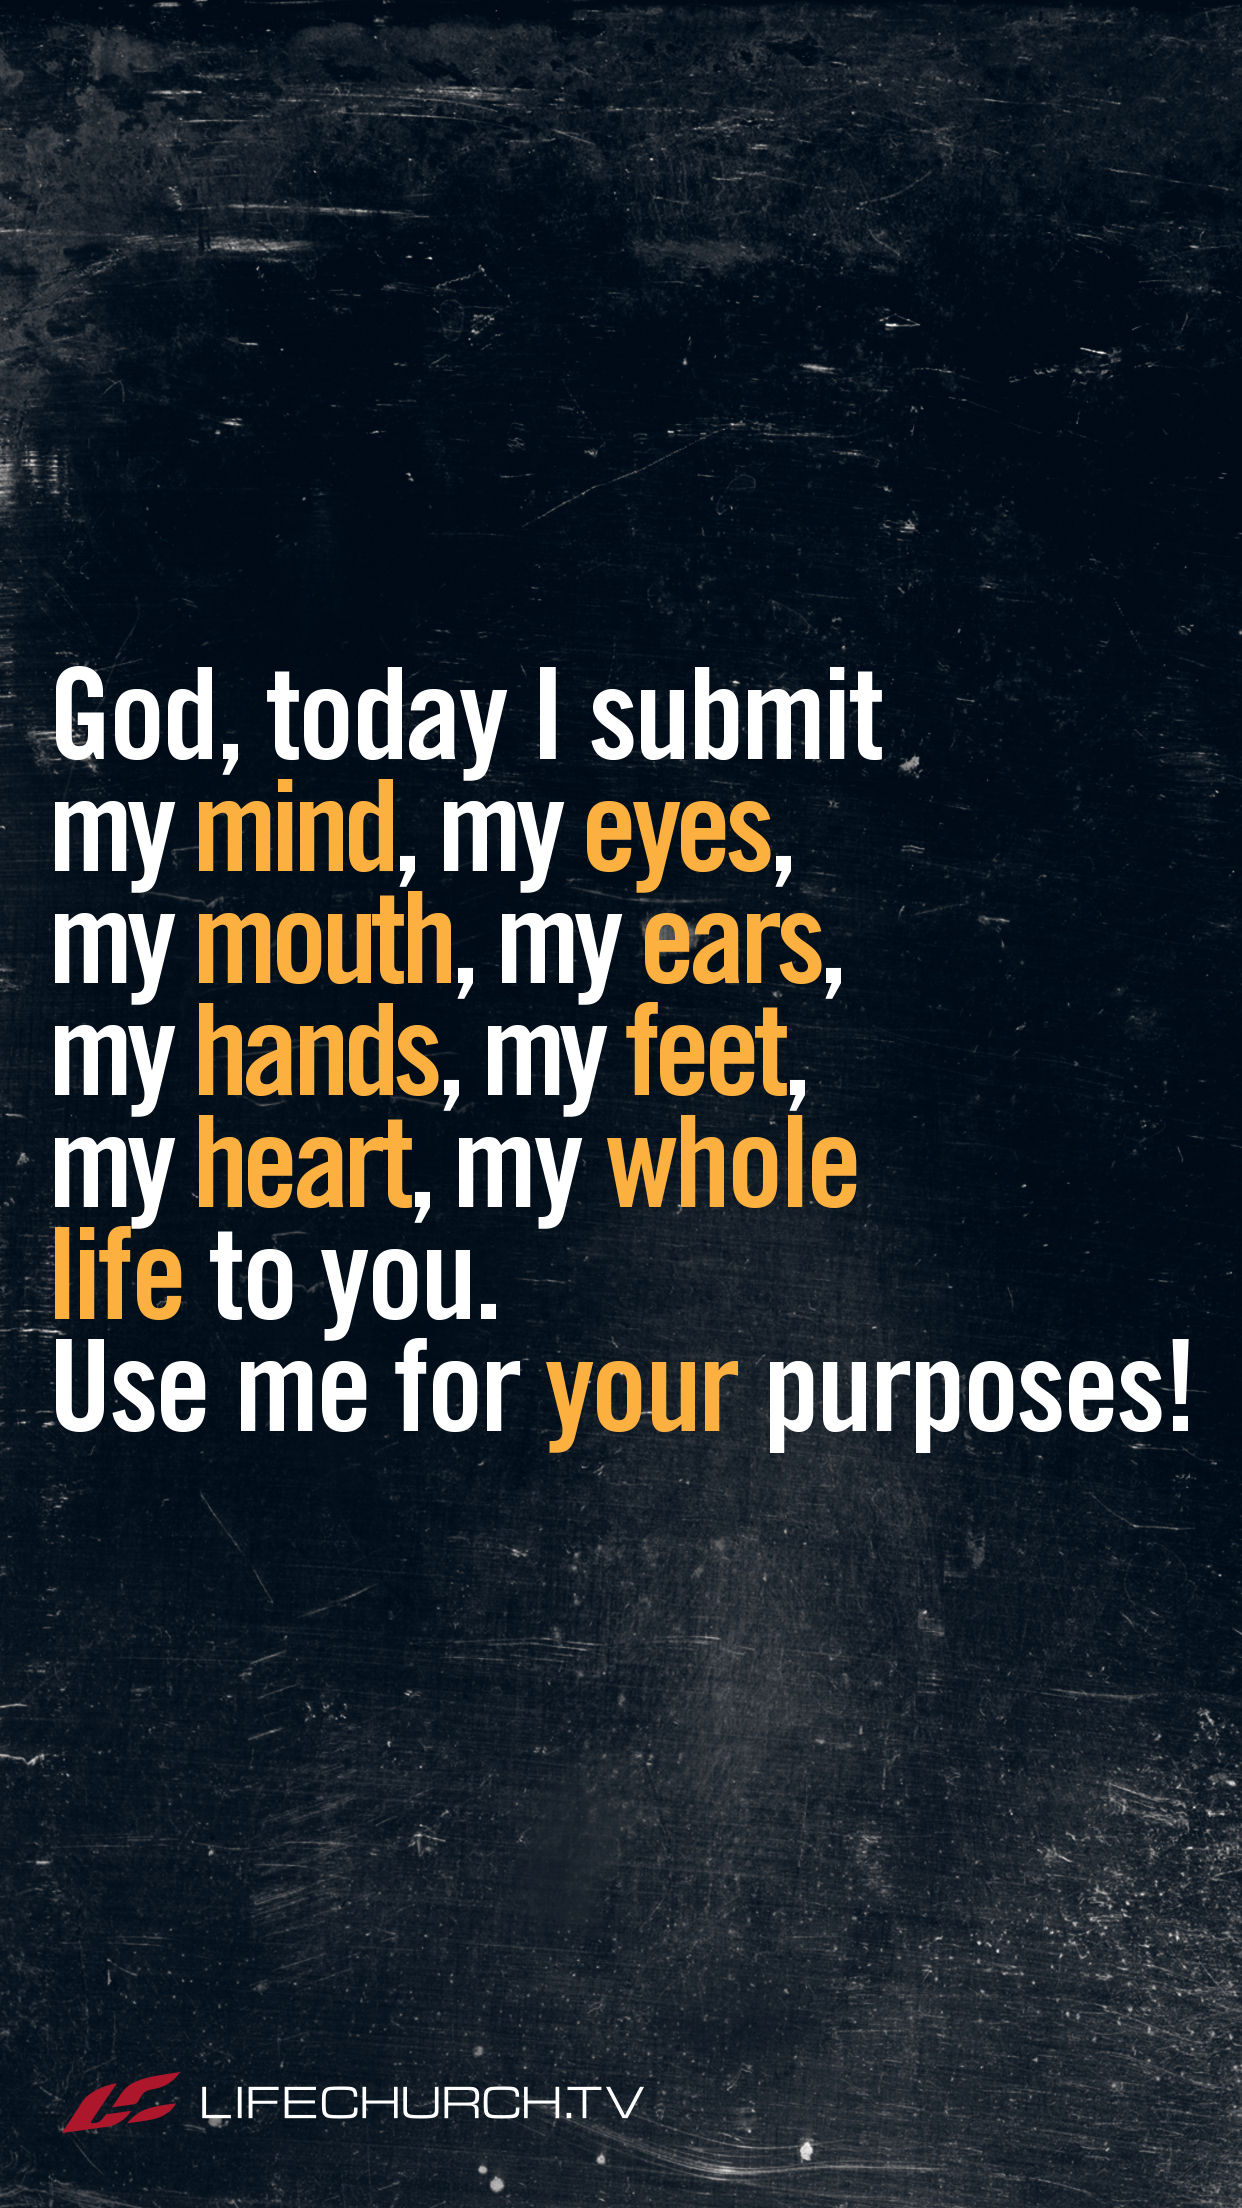 God, today I submit
my mind, my eyes,
my mouth, my ears,
my hands, my feet,
my heart, my whole
life to you.
Use me for your purposes!
LIFECHURCH.TV